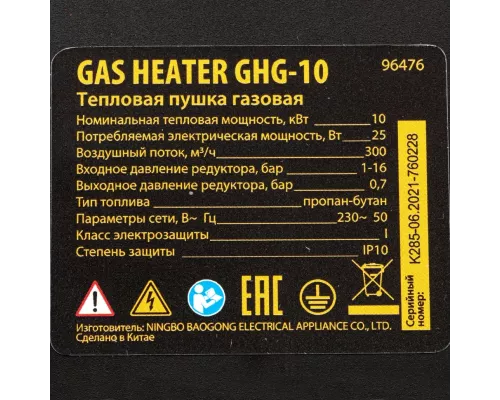 GAS HEATER GHG-10 96476
Тепловая пушка газовая
Номинальная тепловая мощность, кВт 10
Потребляемая электрическая мощность, Вт 25
Воздушный поток, м³/ч 300
Входное давление редуктора, бар 1-16
Выходное давление редуктора, бар 0,7
Тип топлива пропан-бутан
Параметры сети, В~ Гц 230~ 50
Класс электрозащиты I
Степень защиты IP10
EAC
Изготовитель: NINGBO BAOGONG ELECTRICAL APPLIANCE CO., LTD.
Сделано в Китае
Серийный
номер:
K285-06.2021-760228